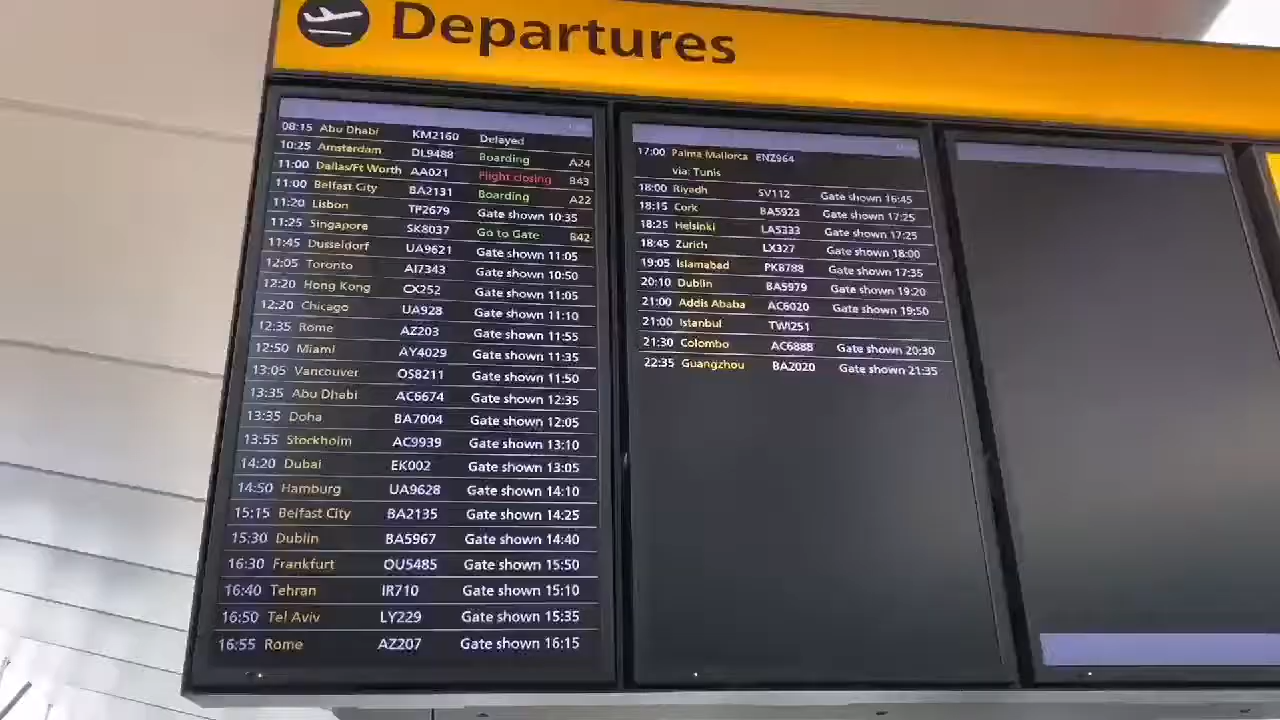 Departures
08:15 Abu Dhabi KM2160 Delayed
10:25 Amsterdam DL9488 Boarding A24
11:00 Dallas/Ft Worth AA021 Flight closing B43
11:00 Belfast City BA2131 Boarding A22
11:20 Lisbon TP2679 Gate shown 10:35
11:25 Singapore SK8037 Go to Gate B42
11:45 Dusseldorf UA9621 Gate shown 11:05
12:05 Toronto AI7343 Gate shown 10:50
12:20 Hong Kong CX252 Gate shown 11:05
12:20 Chicago UA928 Gate shown 11:10
12:35 Rome AZ203 Gate shown 11:55
12:50 Miami AY4029 Gate shown 11:35
13:05 Vancouver OS8211 Gate shown 11:50
13:35 Abu Dhabi AC6674 Gate shown 12:35
13:35 Doha BA7004 Gate shown 12:05
13:55 Stockholm AC9939 Gate shown 13:10
14:20 Dubai EK002 Gate shown 13:05
14:50 Hamburg UA9628 Gate shown 14:10
15:15 Belfast City BA2135 Gate shown 14:25
15:30 Dublin BA5967 Gate shown 14:40
16:30 Frankfurt OU5485 Gate shown 15:50
16:40 Tehran IR710 Gate shown 15:10
16:50 Tel Aviv LY229 Gate shown 15:35
16:55 Rome AZ207 Gate shown 16:15
17:00 Palma Mallorca ENZ964
via: Tunis
18:00 Riyadh SV112 Gate shown 16:45
18:15 Cork BA5923 Gate shown 17:25
18:25 Helsinki LA5333 Gate shown 17:25
18:45 Zurich LX327 Gate shown 18:00
19:05 Islamabad PK8788 Gate shown 17:35
20:10 Dublin BA5979 Gate shown 19:20
21:00 Addis Ababa AC6020 Gate shown 19:50
21:00 Istanbul TWI251
21:30 Colombo AC6888 Gate shown 20:30
22:35 Guangzhou BA2020 Gate shown 21:35